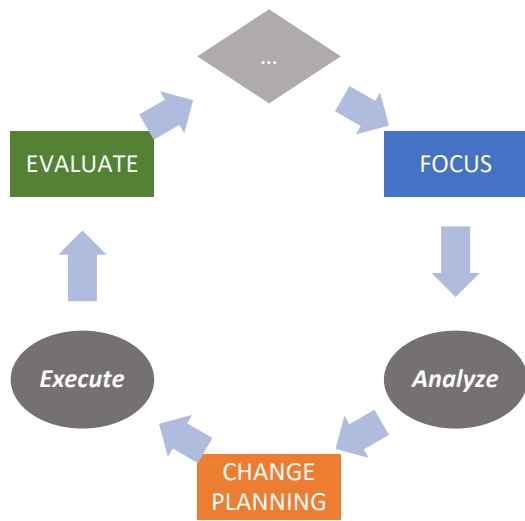 ...
EVALUATE
FOCUS
Execute
Analyze
CHANGE
PLANNING